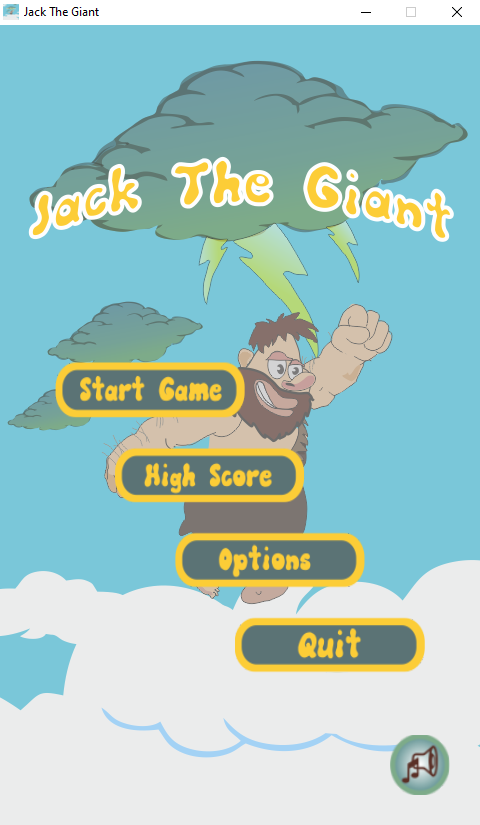 Jack The Giant
Jack The Giant
Start Game
High Score
Options
Quit